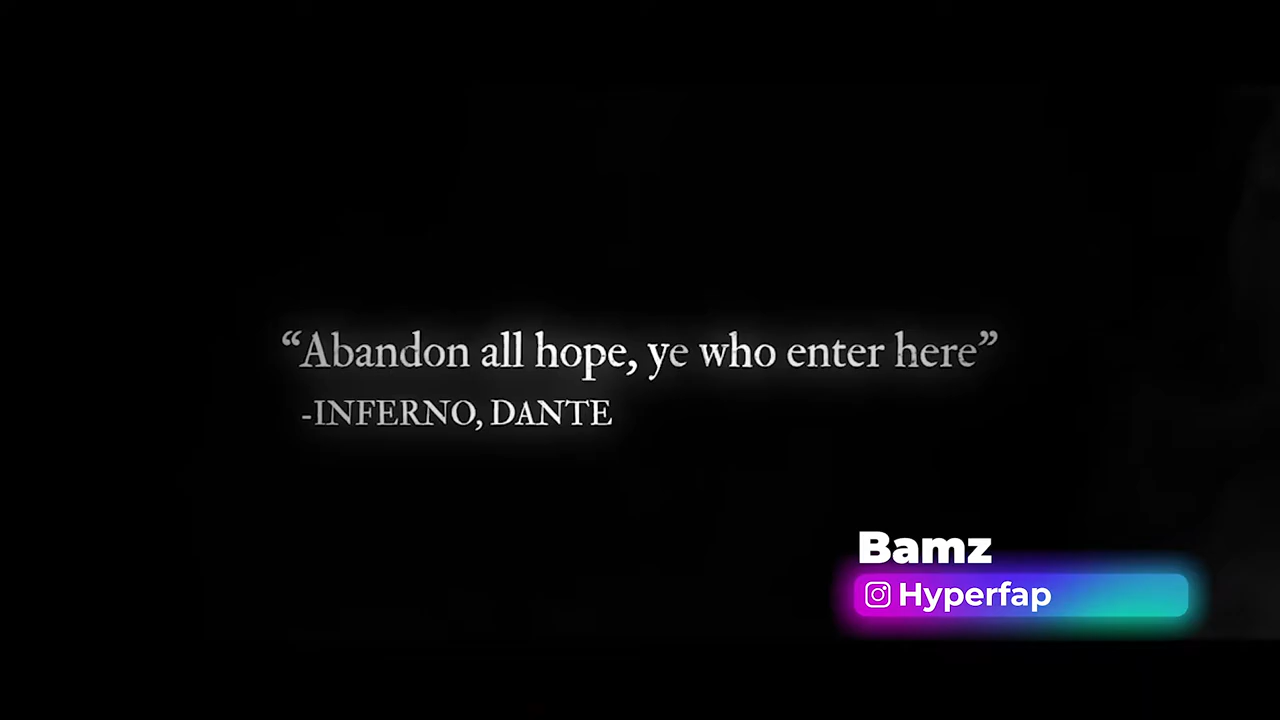 “Abandon all hope, ye who enter here”
-INFERNO, DANTE
Bamz
Hyperfap